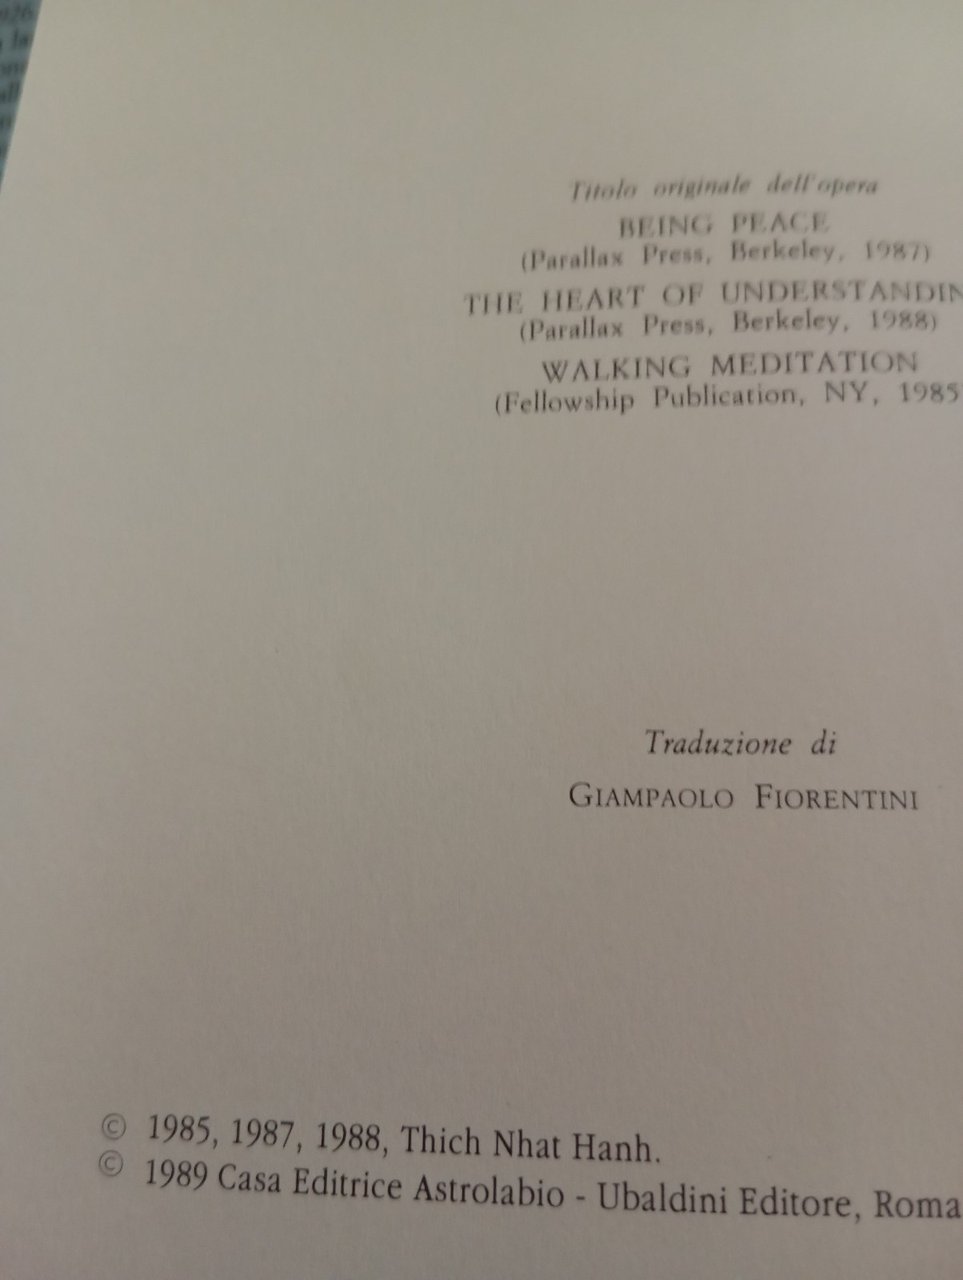 Titolo originale dell'opera
BEING PEACE
(Parallax Press, Berkeley, 1987)
THE HEART OF UNDERSTANDIN
(Parallax Press, Berkeley, 1988)
WALKING MEDITATION
(Fellowship Publication, NY, 1985
Traduzione di
GIAMPAOLO FIORENTINI
© 1985, 1987, 1988, Thich Nhat Hanh.
© 1989 Casa Editrice Astrolabio - Ubaldini Editore, Roma